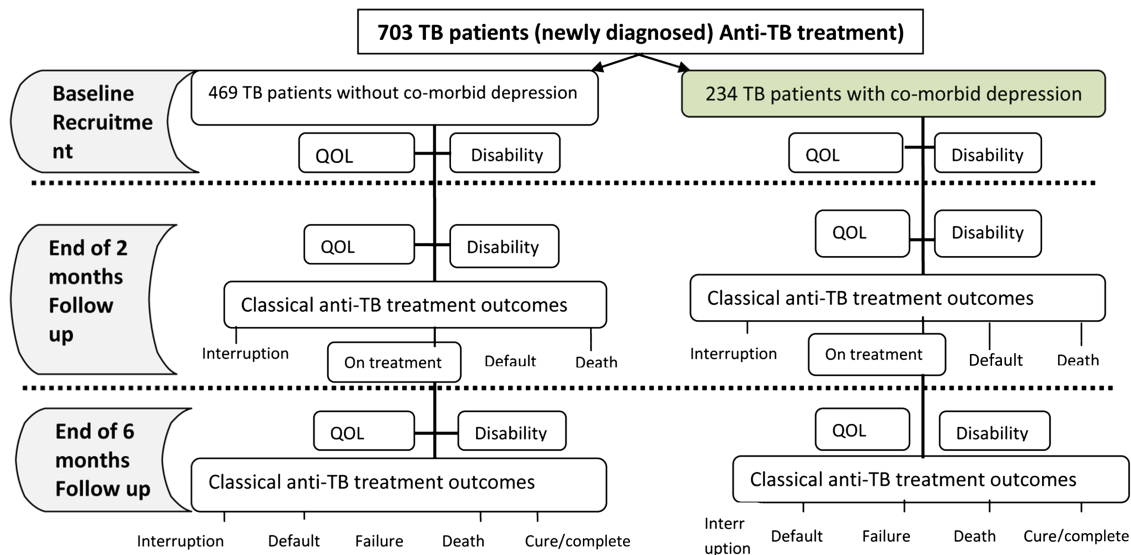 703 TB patients (newly diagnosed) Anti-TB treatment)
Baseline
Recruitme
nt
469 TB patients without co-morbid depression
234 TB patients with co-morbid depression
QOL
Disability
QOL
Disability
End of 2
months
Follow
up
QOL
Disability
QOL
Disability
Classical anti-TB treatment outcomes
Classical anti-TB treatment outcomes
Interruption
On treatment
Default
Death
Interruption
On treatment
Default
Death
End of 6
months
Follow up
QOL
Disability
QOL
Disability
Classical anti-TB treatment outcomes
Classical anti-TB treatment outcomes
Interruption
Default
Failure
Death
Cure/complete
Interr
uption
Default
Failure
Death
Cure/complete